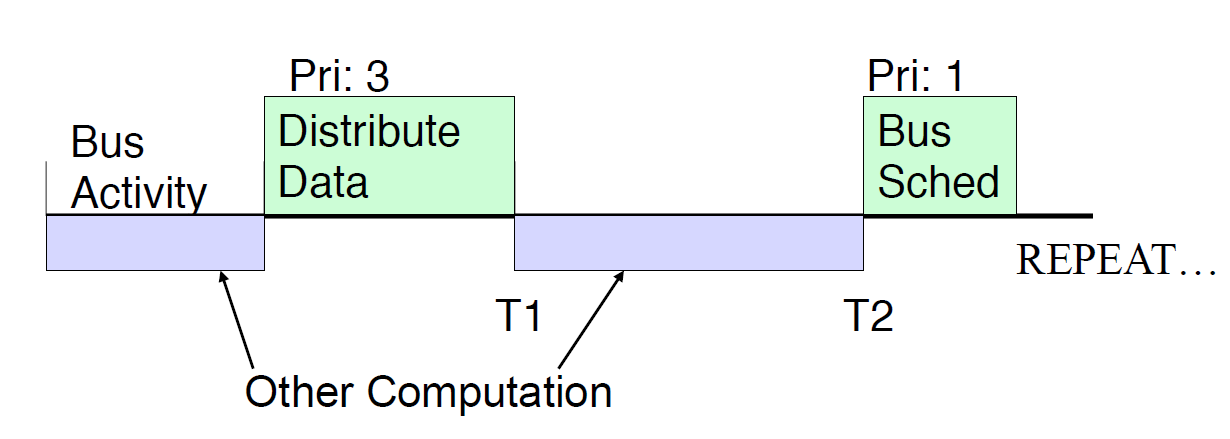 Pri: 3
Pri: 1
Bus
Activity
Distribute
Data
Bus
Sched
REPEAT…
T1
T2
Other Computation